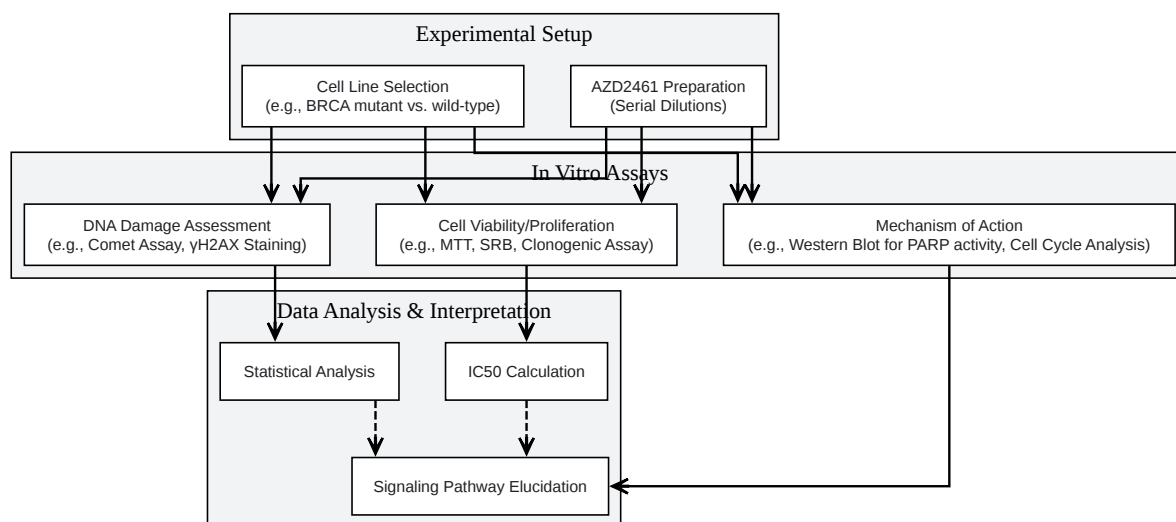 Experimental Setup
Cell Line Selection
(e.g., BRCA mutant vs. wild-type)
AZD2461 Preparation
(Serial Dilutions)
In Vitro Assays
DNA Damage Assessment
(e.g., Comet Assay, γH2AX Staining)
Cell Viability/Proliferation
(e.g., MTT, SRB, Clonogenic Assay)
Mechanism of Action
(e.g., Western Blot for PARP activity, Cell Cycle Analysis)
Data Analysis & Interpretation
Statistical Analysis
IC50 Calculation
Signaling Pathway Elucidation